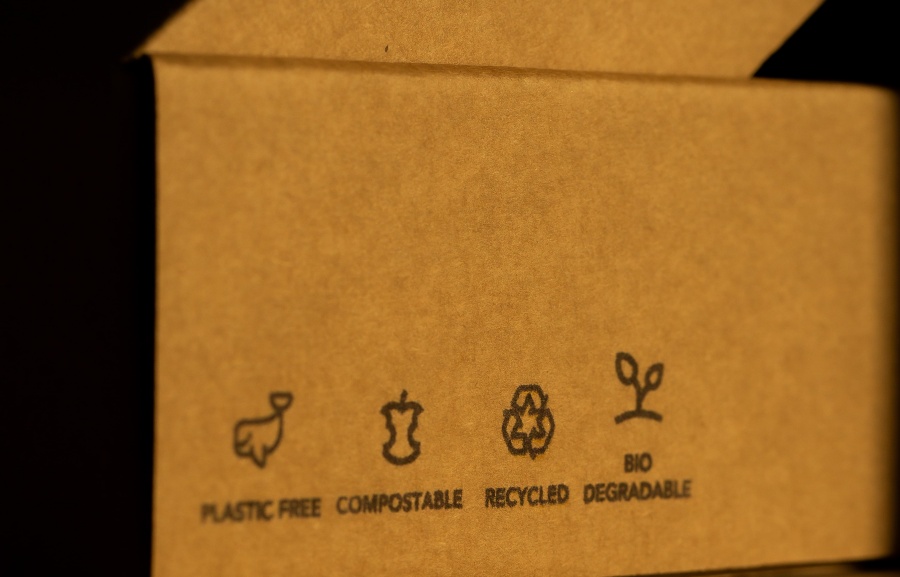 PLASTIC FREE
COMPOSTABLE
RECYCLED
BIO
DEGRADABLE